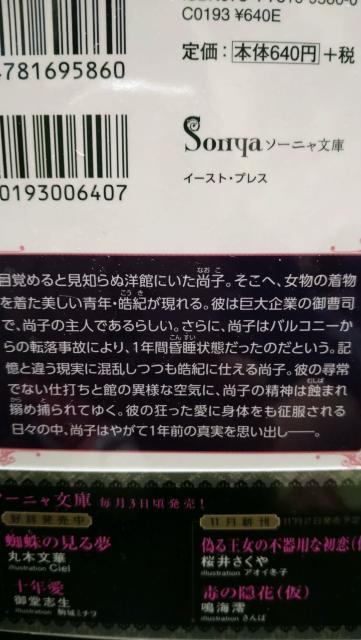 C0193 ¥640E
定価：本体640円＋税
4781695860
Sonya ソーニャ文庫
0193006407
イースト・プレス
目覚めると見知らぬ洋館にいた尚子。そこへ、女物の着物
を着た美しい青年・皓紀が現れる。彼は巨大企業の御曹司
で、尚子の主人であるらしい。さらに、尚子はバルコニーか
らの転落事故により、1年間昏睡状態だったのだという。記
憶と違う現実に混乱しつつも皓紀に仕える尚子。彼の尋常
でない仕打ちと館の異様な空気に、尚子の精神は蝕まれ
搦め捕られてゆく。彼の狂った愛に身体をも征服される
日々の中、尚子はやがて1年前の真実を思い出し――。
ソーニャ文庫 毎月3日頃発売！
好評発売中
蜘蛛の見る夢
丸木文華
illustration Ciel
十年愛
御堂志生
illustration 駒城ミチヲ
11月新刊
偽る王女の不器用な初恋(
桜井さくや
illustration アオイ冬子
毒の隠花(仮)
鳴海澪
illustration さんば